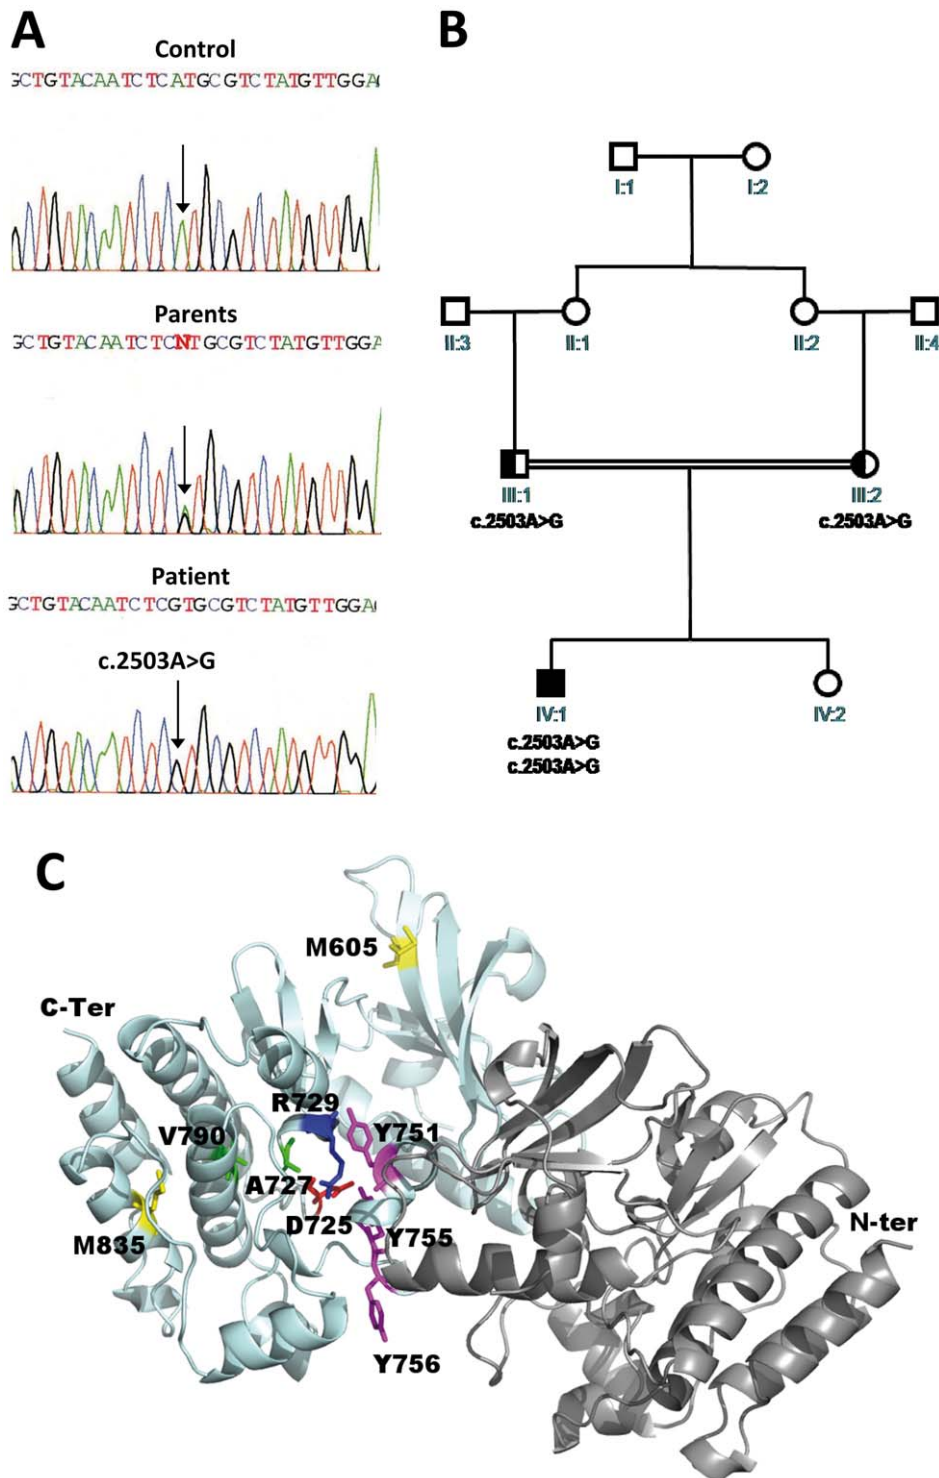 A
Control
GCTGTACAATCTCATGCGTCTATGTTGGAG
Parents
GCTGTACAATCTCNTGCGTCTATGTTGGA
Patient
GCTGTACAATCTCGTGCGTCTATGTTGGAG
c.2503A>G
B
I:1
I:2
II:3
II:1
II:2
II:4
III:1
III:2
c.2503A>G
c.2503A>G
IV:1
IV:2
c.2503A>G
c.2503A>G
C
M605
C-Ter
R729
Y751
V790
A727
D725
Y755
M835
N-ter
Y756